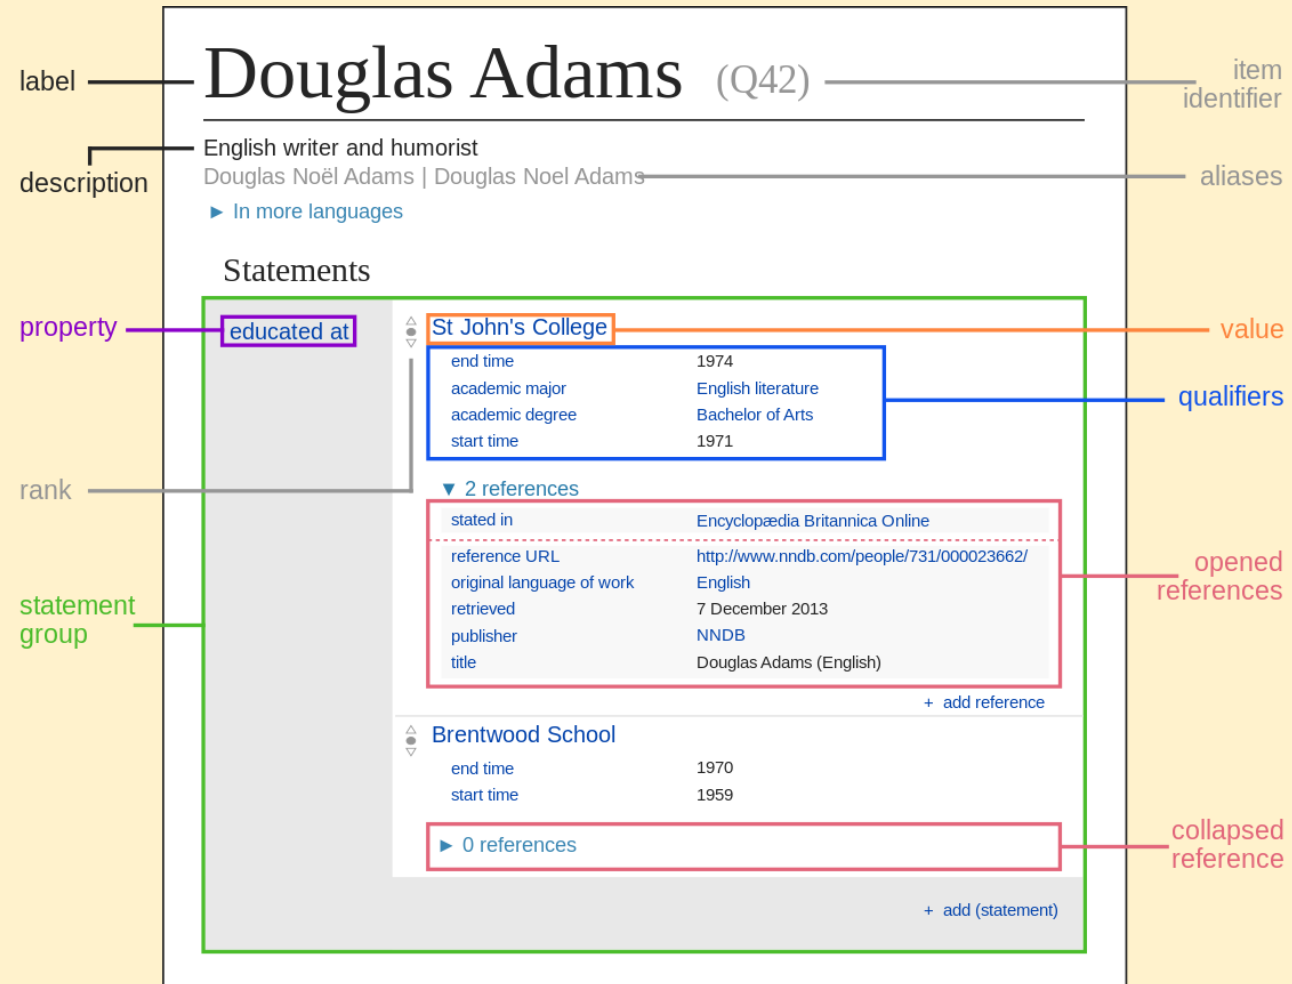 label
Douglas Adams (Q42)
item
identifier
description
English writer and humorist
Douglas Noël Adams | Douglas Noel Adams
aliases
► In more languages
Statements
property
educated at
St John's College
value
end time 1974
academic major English literature
academic degree Bachelor of Arts
start time 1971
qualifiers
rank
▼ 2 references
stated in Encyclopædia Britannica Online
reference URL http://www.nndb.com/people/731/000023662/
original language of work English
retrieved 7 December 2013
publisher NNDB
title Douglas Adams (English)
opened
references
statement
group
+ add reference
Brentwood School
end time 1970
start time 1959
► 0 references
collapsed
reference
+ add (statement)